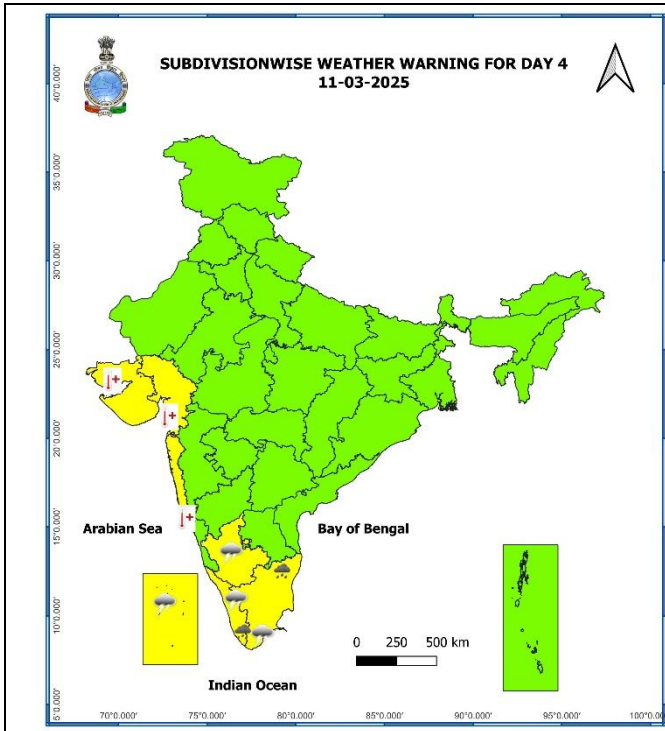 SUBDIVISIONWISE WEATHER WARNING FOR DAY 4
11-03-2025
40°0.000'
35°0.000'
30°0.000'
25°0.000'
20°0.000'
15°0.000'
10°0.000'
5°0.000'
Arabian Sea
Bay of Bengal
0 250 500 km
Indian Ocean
70°0.000' 75°0.000' 80°0.000' 85°0.000' 90°0.000' 95°0.000'